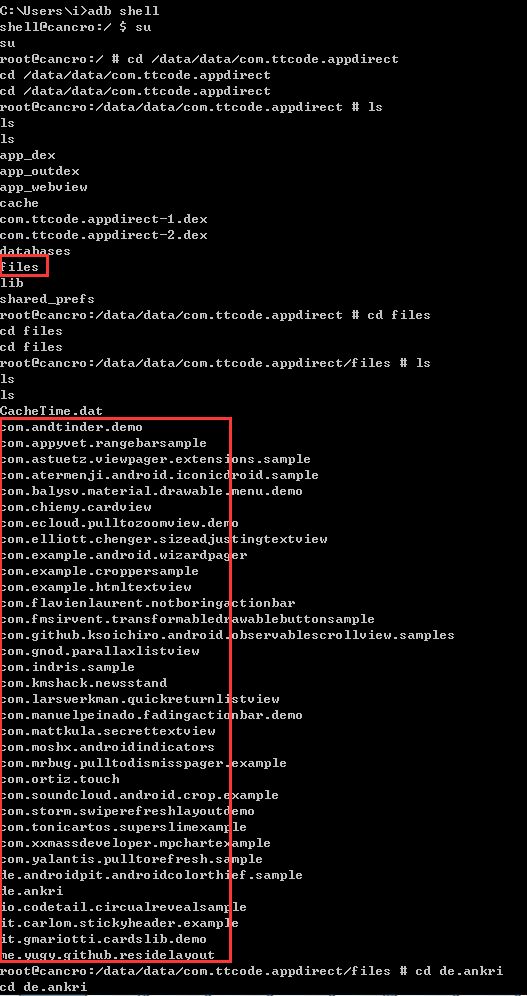 C:\Users\i>adb shell
shell@cancro:/ $ su
su
root@cancro:/ # cd /data/data/com.ttcode.appdirect
cd /data/data/com.ttcode.appdirect
cd /data/data/com.ttcode.appdirect
root@cancro:/data/data/com.ttcode.appdirect # ls
ls
ls
app_dex
app_outdex
app_webview
cache
com.ttcode.appdirect-1.dex
com.ttcode.appdirect-2.dex
databases
files
lib
shared_prefs
root@cancro:/data/data/com.ttcode.appdirect # cd files
cd files
cd files
root@cancro:/data/data/com.ttcode.appdirect/files # ls
ls
ls
CacheTime.dat
com.andtinder.demo
com.appyvet.rangebarsample
com.astuetz.viewpager.extensions.sample
com.atermenji.android.iconicdroid.sample
com.balysv.material.drawable.menu.demo
com.chiemy.cardview
com.ecloud.pulltozoomview.demo
com.elliott.chenger.sizeadjustingtextview
com.example.android.wizardpager
com.example.croppersample
com.example.htmltextview
com.flavienlaurent.notboringactionbar
com.fmsirvent.transformabledrawablebuttonsample
com.github.ksoichiro.android.observablescrollview.samples
com.gnod.parallaxlistview
com.indris.sample
com.kmshack.newsstand
com.larswerkman.quickreturnlistview
com.manuelpeinado.fadingactionbar.demo
com.mattkula.secrettextview
com.moshx.androidindicators
com.mrbug.pulltodismisspager.example
com.ortiz.touch
com.soundcloud.android.crop.example
com.storm.swiperefreshlayoutdemo
com.tonicartos.superslimexample
com.xxmassdeveloper.mpchartexample
com.yalantis.pulltorefresh.sample
de.androidpit.androidcolorthief.sample
de.ankri
io.codetail.circualrevealsample
it.carlom.stickyheader.example
it.gmariotti.cardslib.demo
me.yugy.github.residelayout
root@cancro:/data/data/com.ttcode.appdirect/files # cd de.ankri
cd de.ankri